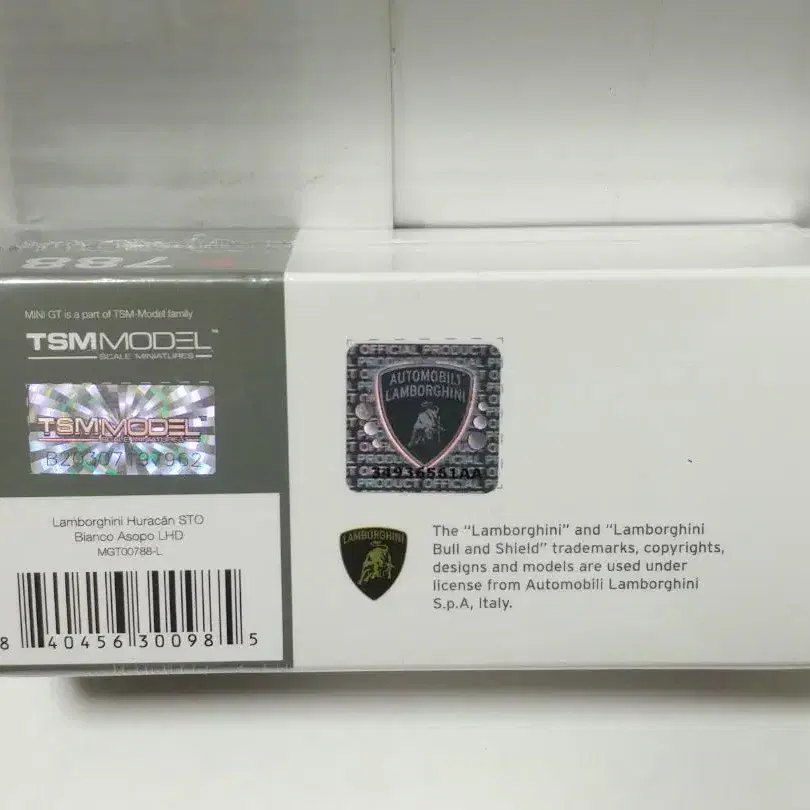 788
MINI GT is a part of TSM-Model family
TSMMODEL™
SCALE MINIATURES
TSMMODEL
SCALE MINIATURES
Lamborghini Huracán STO
Bianco Asopo LHD
MGT00788-L
8 40456 30098 5
OFFICIAL PRODUCT
AUTOMOBILI
LAMBORGHINI
34936561AA
PRODUCT OFFICIAL
LAMBORGHINI
The "Lamborghini" and "Lamborghini
Bull and Shield" trademarks, copyrights,
designs and models are used under
license from Automobili Lamborghini
S.p.A, Italy.